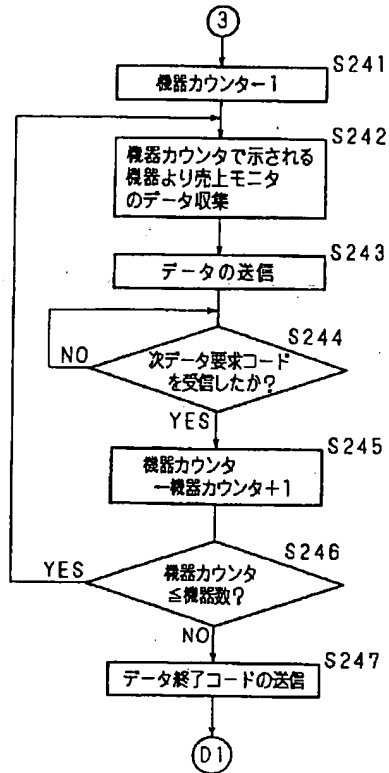 3
S241
機器カウンター1
S242
機器カウンタで示される
機器より売上モニタ
のデータ収集
S243
データの送信
S244
次データ要求コード
を受信したか?
NO
YES
S245
機器カウンタ
←機器カウンタ+1
S246
機器カウンタ
≦機器数?
YES
NO
S247
データ終了コードの送信
D1